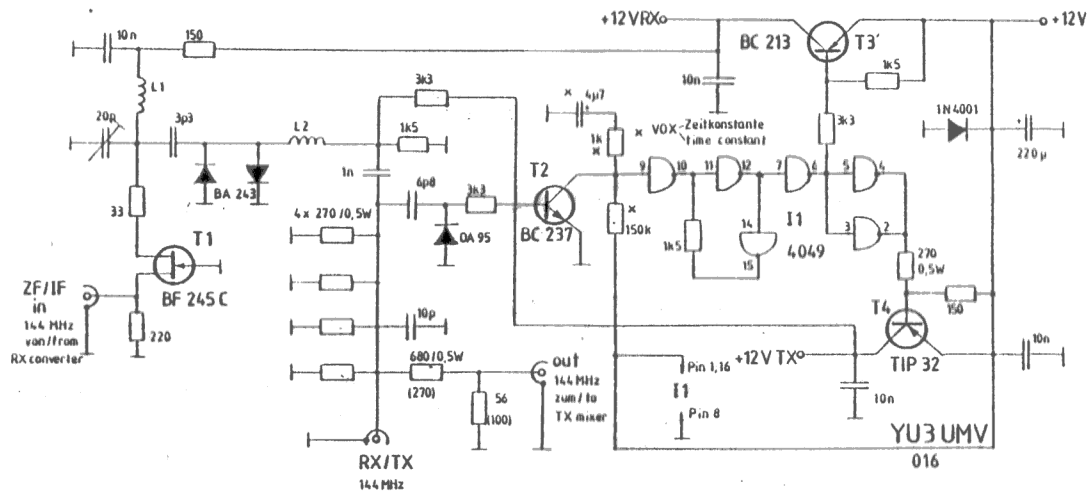 10n
150
L1
20p
3p3
L2
BA 243
33
T1
BF 245 C
ZF/IF
in
144 MHz
von/from
RX converter
220
3k3
1k5
1n
6p8
3k3
4 x 270/0,5W
OA 95
T2
BC 237
10p
680/0,5W
(270)
56
(100)
out
144 MHz
zum/to
TX mixer
RX/TX
144 MHz
+12VRX
10n
x
4µ7
+
1k
x
VOX
Zeitkonstante
time constant
x
150k
BC 213
T3'
1k5
3k3
1N4001
+
220 µ
+12V
9
10
11
12
7
6
5
4
3
2
14
15
1k5
I1
4049
270
0,5W
T4
150
TIP 32
10n
+12V TX
10n
Pin 1,16
I1
Pin 8
YU3UMV
016